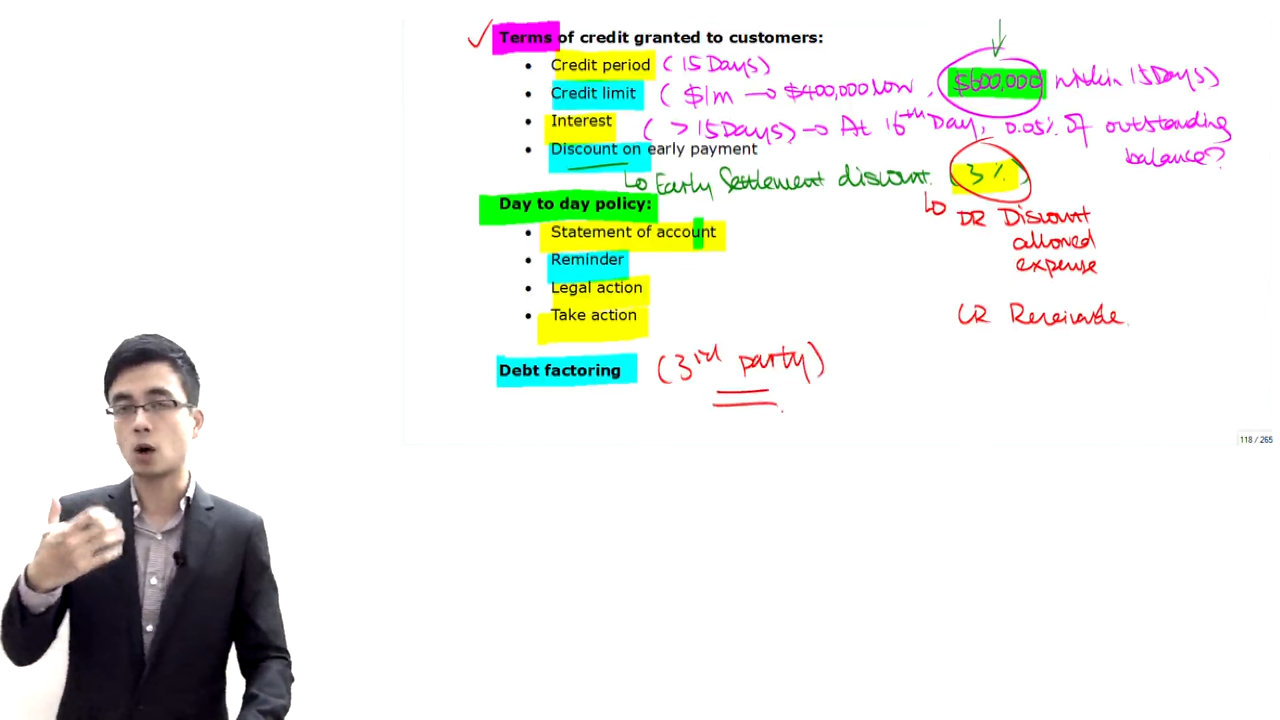 Terms of credit granted to customers:
• Credit period (15 Days)
• Credit limit ($1m → $400,000 now, $600,000 within 15 Days)
• Interest (>15 Days) → At 16th Day, 0.05% of outstanding balance?
• Discount on early payment
↳ Early Settlement discount. (3%)
↳ DR Discount
allowed
expense
CR Receivable.
Day to day policy:
• Statement of account
• Reminder
• Legal action
• Take action
Debt factoring (3rd party)
118 / 265